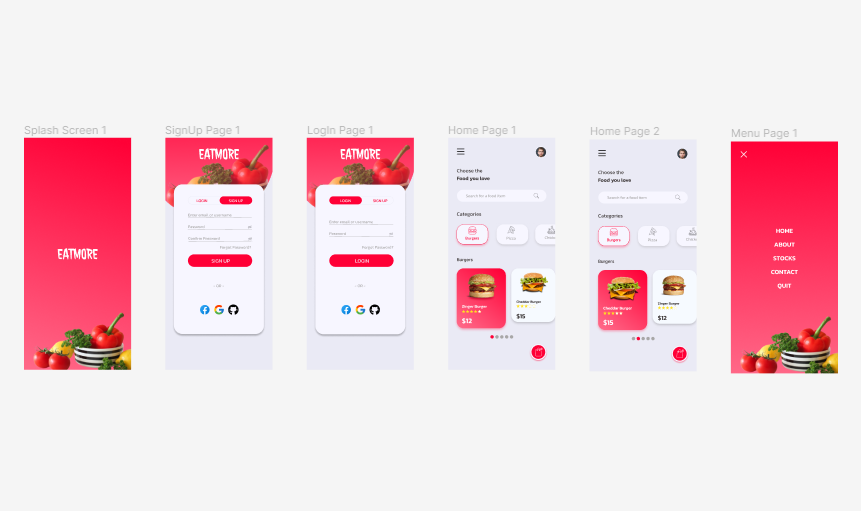 Splash Screen 1
EATMORE
SignUp Page 1
EATMORE
LOGIN SIGN UP
Enter email or username
Password
Confirm Password
Forgot Password?
SIGN UP
- OR -
LogIn Page 1
EATMORE
LOGIN SIGN UP
Enter email or username
Password
Forgot Password?
LOGIN
- OR -
Home Page 1
Choose the
Food you love
Search for a food item
Categories
Burgers Pizza
Burgers
Zinger Burger
$12
Cheddar Burger
$15
Home Page 2
Choose the
Food you love
Search for a food item
Categories
Burgers Pizza
Burgers
Cheddar Burger
$15
Zinger Burger
$12
Menu Page 1
HOME
ABOUT
STOCKS
CONTACT
QUIT